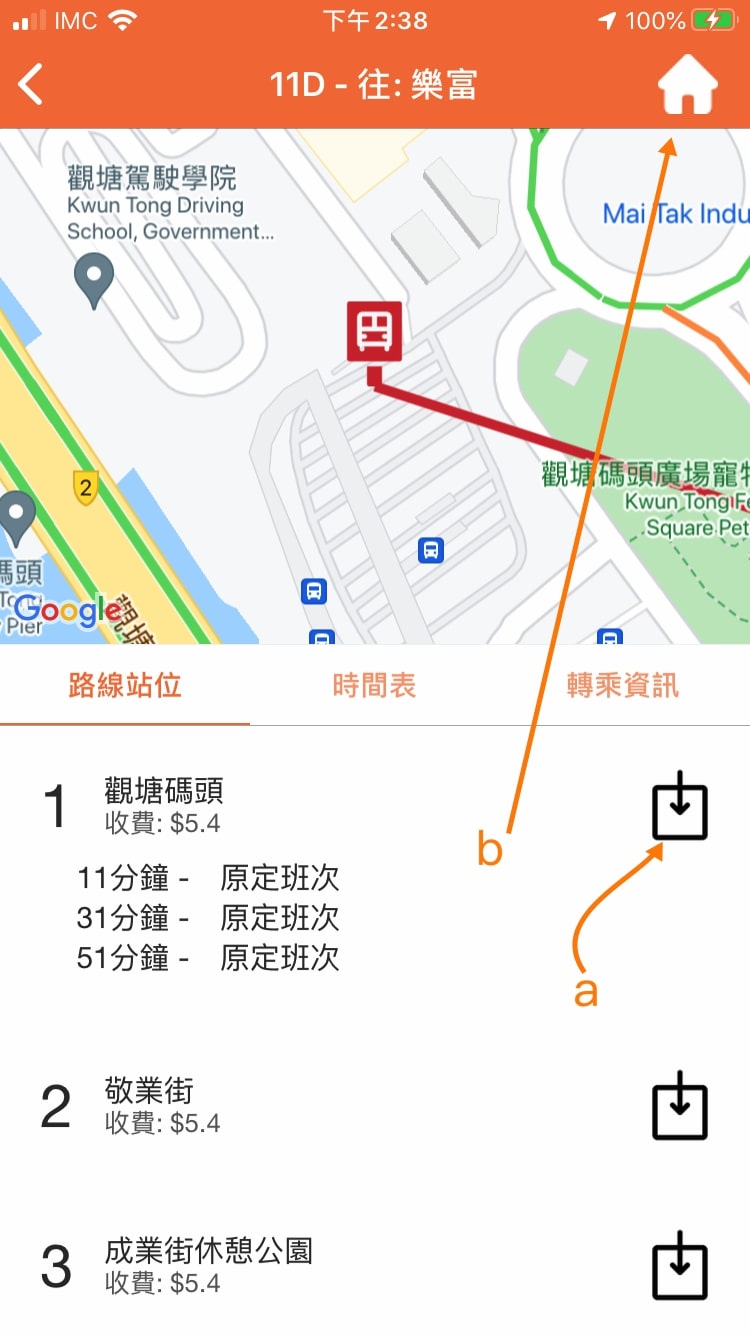 IMC 下午2:38 100%
11D - 往: 樂富
觀塘駕駛學院
Kwun Tong Driving
School, Government...
Mai Tak Indu
2
觀塘碼頭廣場寵物
Kwun Tong Fe
Square Pet
碼頭
Tong
Pier
Google
觀塘
路線站位 時間表 轉乘資訊
1 觀塘碼頭
收費: $5.4
11分鐘 - 原定班次
31分鐘 - 原定班次
51分鐘 - 原定班次
b
a
2 敬業街
收費: $5.4
3 成業街休憩公園
收費: $5.4